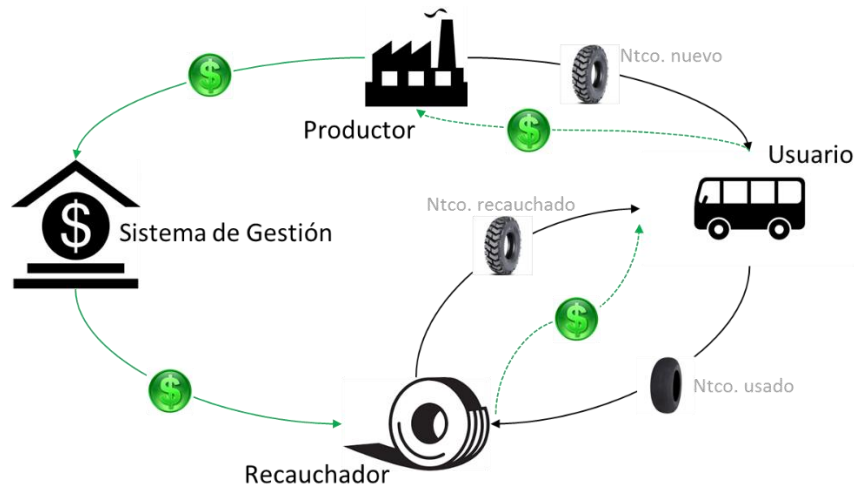 Ntco. nuevo
Productor
Usuario
Ntco. recauchado
Sistema de Gestión
Ntco. usado
Recauchador